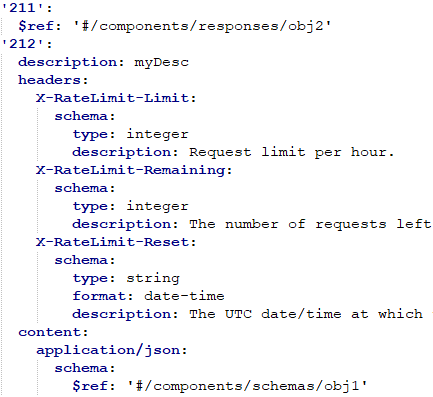 '211':
  $ref: '#/components/responses/obj2'
'212':
  description: myDesc
  headers:
    X-RateLimit-Limit:
      schema:
        type: integer
        description: Request limit per hour.
    X-RateLimit-Remaining:
      schema:
        type: integer
        description: The number of requests left
    X-RateLimit-Reset:
      schema:
        type: string
        format: date-time
        description: The UTC date/time at which
  content:
    application/json:
      schema:
        $ref: '#/components/schemas/obj1'